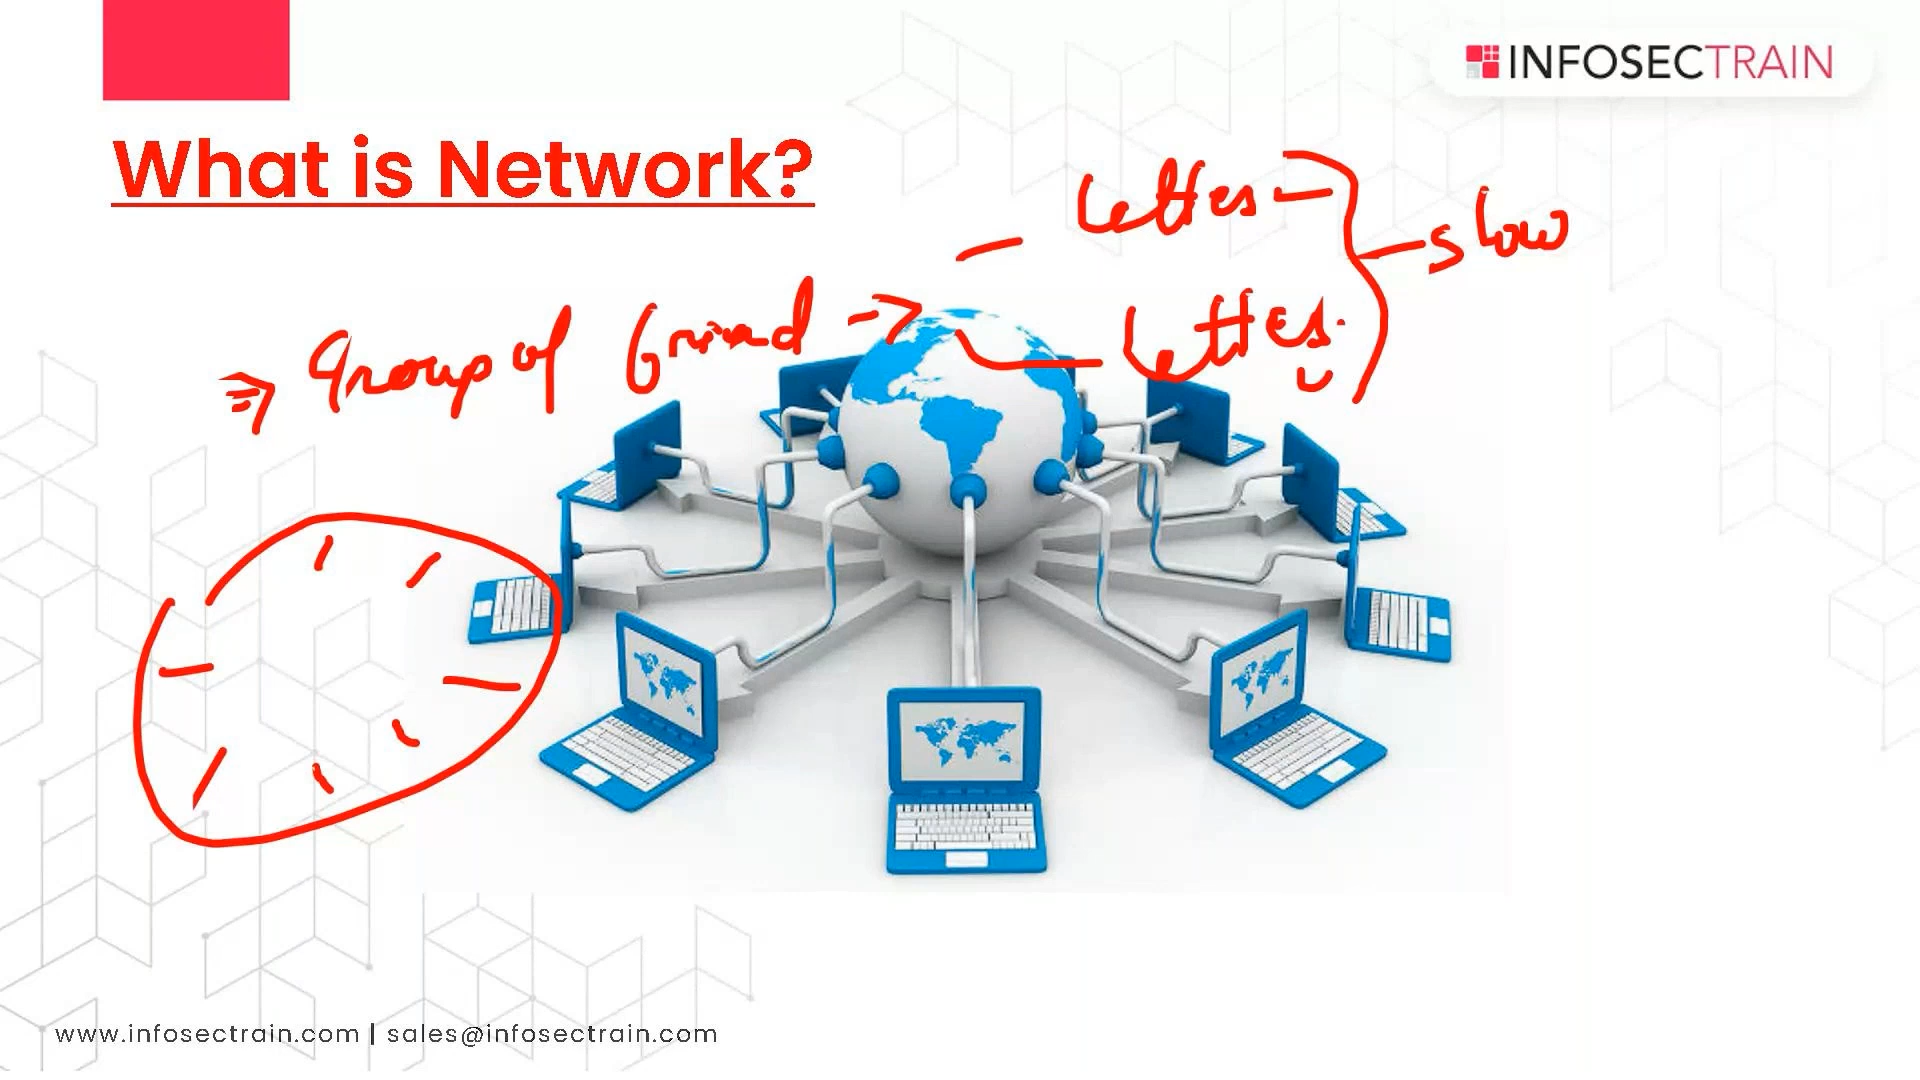 INFOSECTRAIN
What is Network?
letters
slow
Group of friend
letters
www.infosectrain.com | sales@infosectrain.com